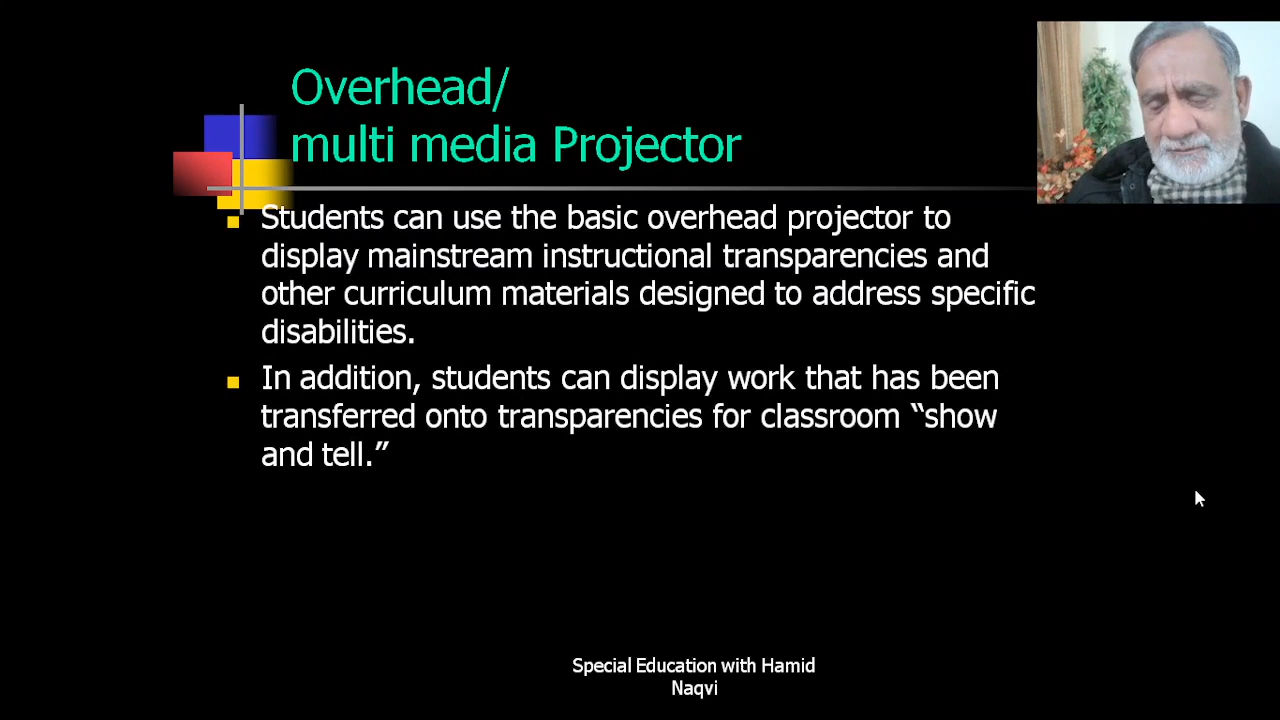 Overhead/
multi media Projector
Students can use the basic overhead projector to
display mainstream instructional transparencies and
other curriculum materials designed to address specific
disabilities.
In addition, students can display work that has been
transferred onto transparencies for classroom “show
and tell.”
Special Education with Hamid
Naqvi